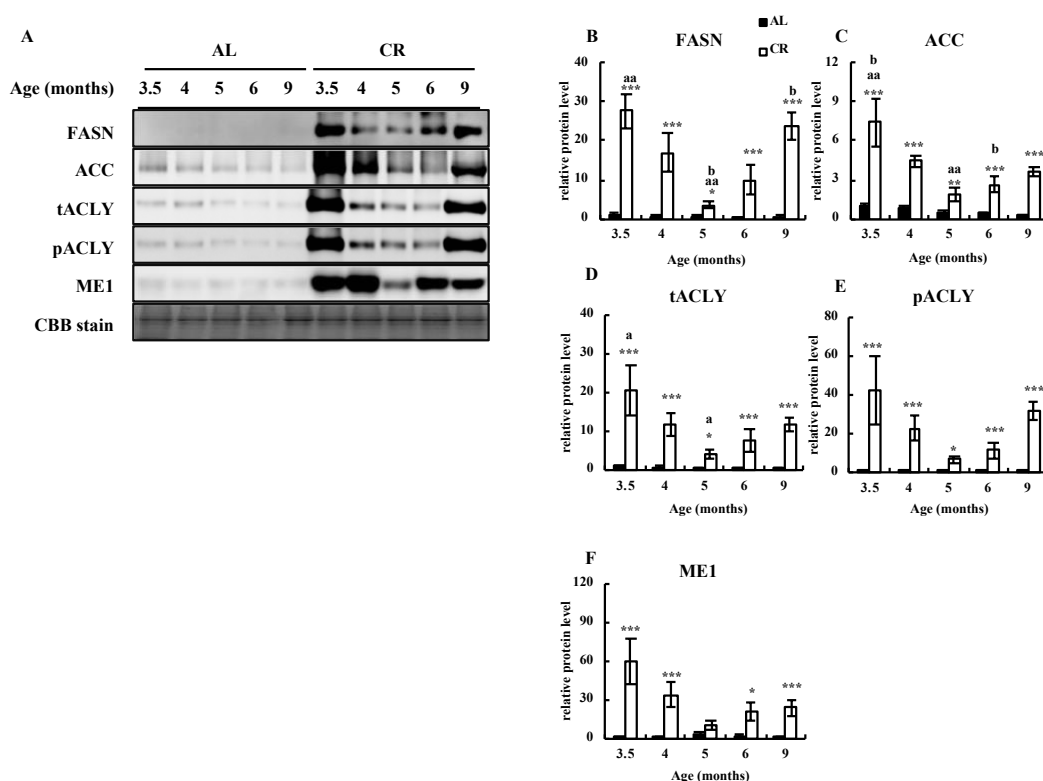 A
AL CR
Age (months) 3.5 4 5 6 9 3.5 4 5 6 9
FASN
ACC
tACLY
pACLY
ME1
CBB stain
AL
CR
B
FASN
relative protein level
40
30
20
10
0
aa
***
***
b
aa
*
***
b
***
3.5 4 5 6 9
Age (months)
C
ACC
relative protein level
12
9
6
3
0
b
aa
***
***
aa
**
b
***
***
3.5 4 5 6 9
Age (months)
D
tACLY
relative protein level
40
30
20
10
0
a
***
***
a
*
***
***
3.5 4 5 6 9
Age (months)
E
pACLY
relative protein level
80
60
40
20
0
***
***
*
***
***
3.5 4 5 6 9
Age (months)
F
ME1
relative protein level
120
90
60
30
0
***
***
*
***
3.5 4 5 6 9
Age (months)